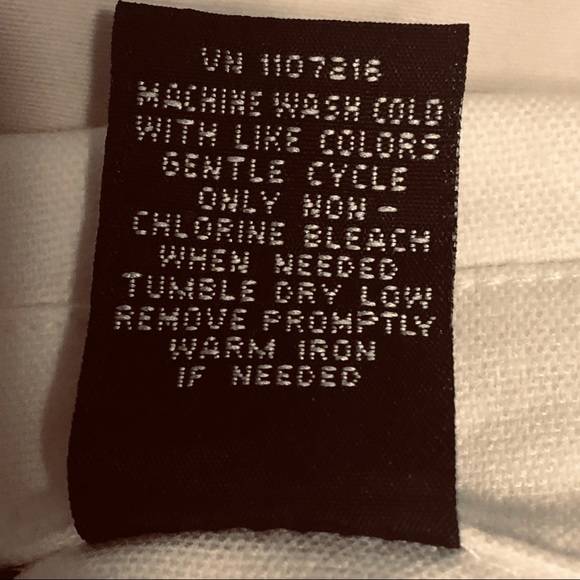 VN 1107216
MACHINE WASH COLD
WITH LIKE COLORS
GENTLE CYCLE
ONLY NON-
CHLORINE BLEACH
WHEN NEEDED
TUMBLE DRY LOW
REMOVE PROMPTLY
WARM IRON
IF NEEDED